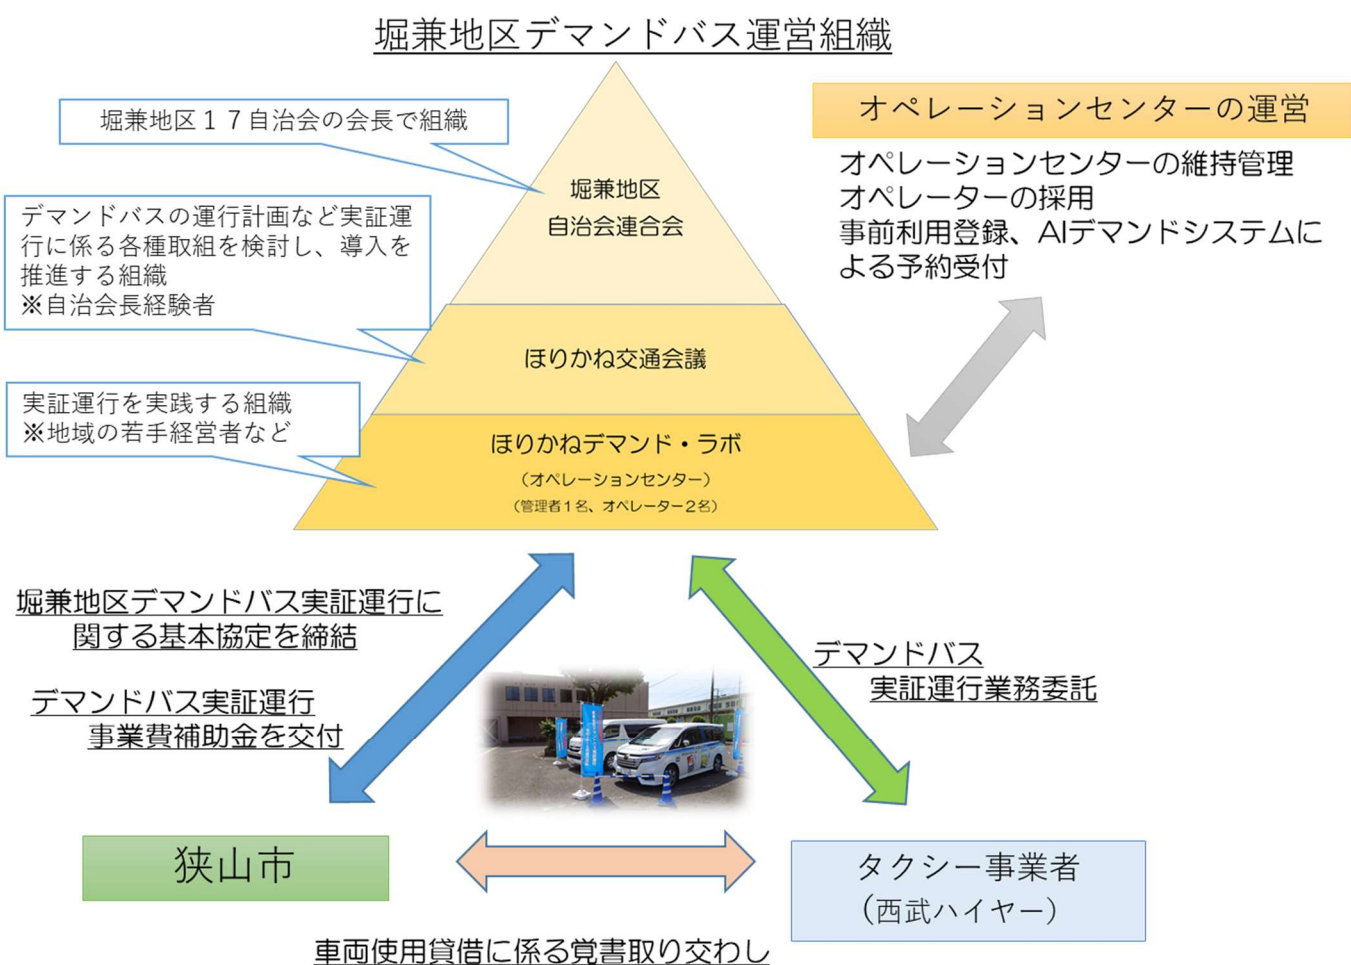 堀兼地区デマンドバス運営組織
堀兼地区１７自治会の会長で組織
デマンドバスの運行計画など実証運
行に係る各種取組を検討し、導入を
推進する組織
※自治会長経験者
実証運行を実践する組織
※地域の若手経営者など
堀兼地区
自治会連合会
ほりかね交通会議
ほりかねデマンド・ラボ
（オペレーションセンター）
（管理者１名、オペレーター２名）
オペレーションセンターの運営
オペレーションセンターの維持管理
オペレーターの採用
事前利用登録、AIデマンドシステムに
よる予約受付
堀兼地区デマンドバス実証運行に
関する基本協定を締結
デマンドバス実証運行
事業費補助金を交付
デマンドバス
実証運行業務委託
狭山市
タクシー事業者
（西武ハイヤー）
車両使用貸借に係る覚書取り交わし